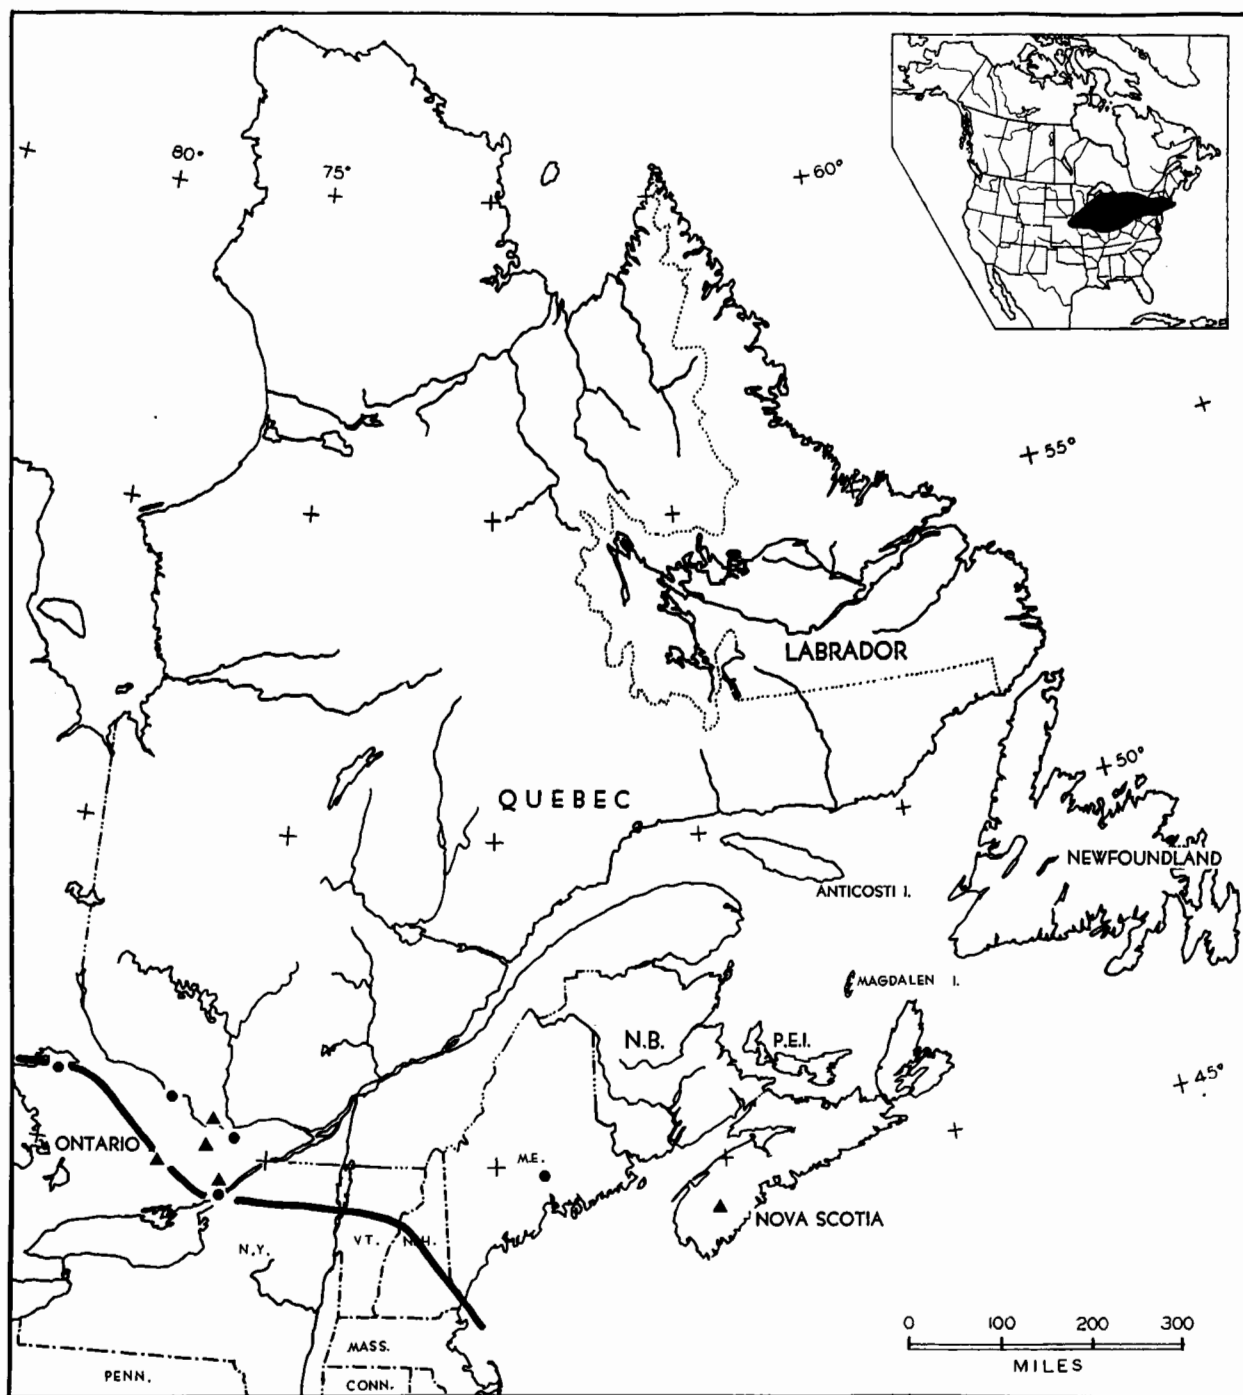 80°
75°
60°
55°
LABRADOR
50°
QUEBEC
NEWFOUNDLAND
ANTICOSTI I.
MAGDALEN I.
N.B.
P.E.I.
45°
ONTARIO
M.E.
NOVA SCOTIA
N.Y.
VT.
N.H.
0 100 200 300
MILES
MASS.
PENN.
CONN.